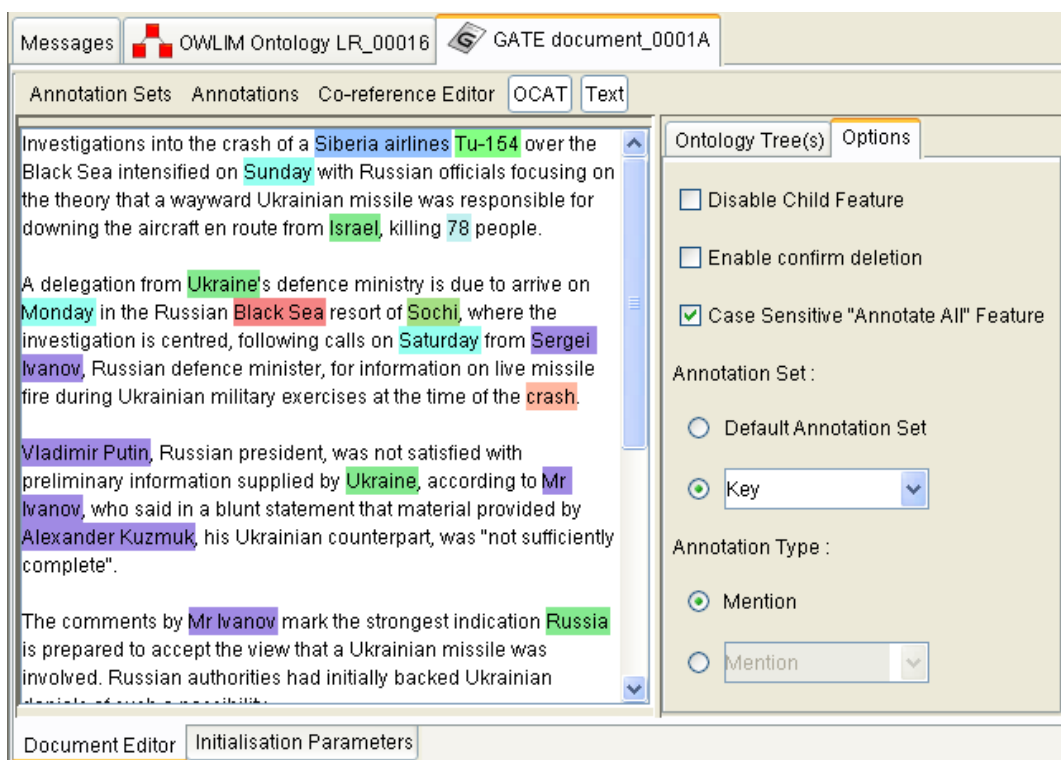 Messages OWLIM Ontology LR_00016 GATE document_0001A
Annotation Sets Annotations Co-reference Editor OCAT Text
Investigations into the crash of a Siberia airlines Tu-154 over the
Black Sea intensified on Sunday with Russian officials focusing on
the theory that a wayward Ukrainian missile was responsible for
downing the aircraft en route from Israel, killing 78 people.
A delegation from Ukraine's defence ministry is due to arrive on
Monday in the Russian Black Sea resort of Sochi, where the
investigation is centred, following calls on Saturday from Sergei
Ivanov, Russian defence minister, for information on live missile
fire during Ukrainian military exercises at the time of the crash.
Vladimir Putin, Russian president, was not satisfied with
preliminary information supplied by Ukraine, according to Mr
Ivanov, who said in a blunt statement that material provided by
Alexander Kuzmuk, his Ukrainian counterpart, was "not sufficiently
complete".
The comments by Mr Ivanov mark the strongest indication Russia
is prepared to accept the view that a Ukrainian missile was
involved. Russian authorities had initially backed Ukrainian
Ontology Tree(s) Options
Disable Child Feature
Enable confirm deletion
Case Sensitive "Annotate All" Feature
Annotation Set :
Default Annotation Set
Key
Annotation Type :
Mention
Mention
Document Editor Initialisation Parameters